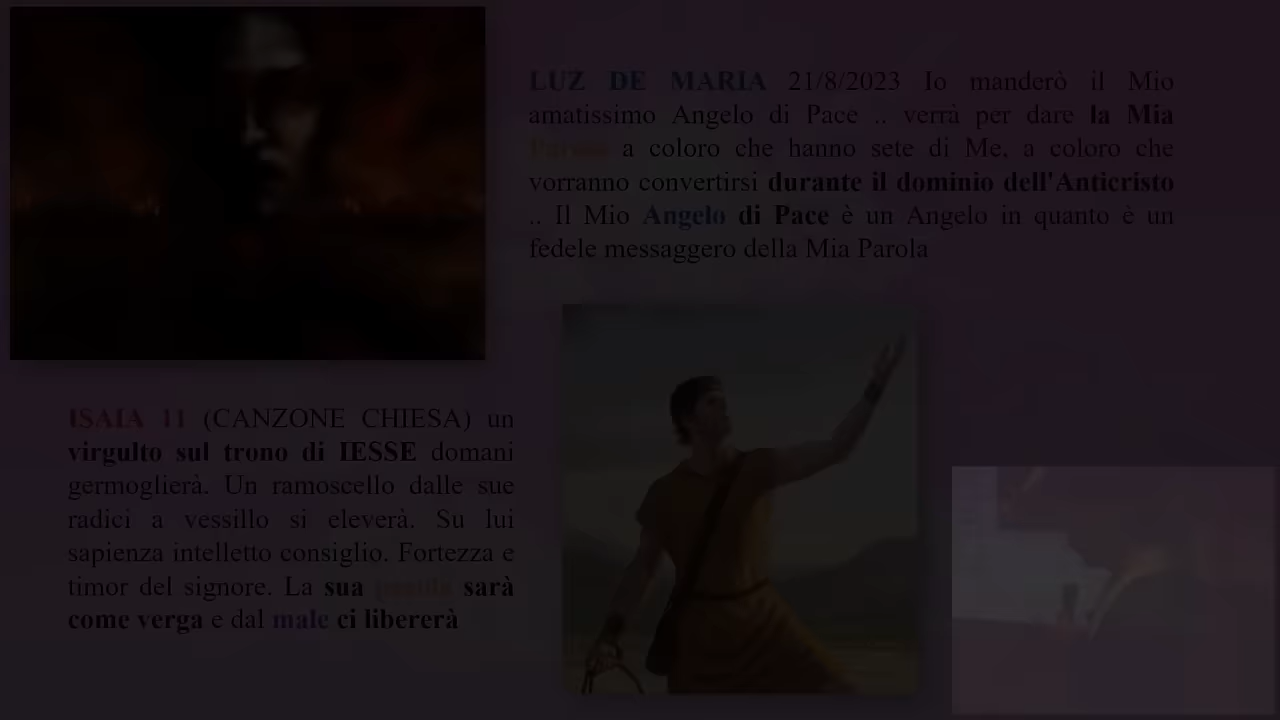 LUZ DE MARIA 21/8/2023 Io manderò il Mio
amatissimo Angelo di Pace .. verrà per dare la Mia
Parola a coloro che hanno sete di Me, a coloro che
vorranno convertirsi durante il dominio dell'Anticristo
.. Il Mio Angelo di Pace è un Angelo in quanto è un
fedele messaggero della Mia Parola
ISAIA 11 (CANZONE CHIESA) un
virgulto sul trono di IESSE domani
germoglierà. Un ramoscello dalle sue
radici a vessillo si eleverà. Su lui
sapienza intelletto consiglio. Fortezza e
timor del signore. La sua parola sarà
come verga e dal male ci libererà